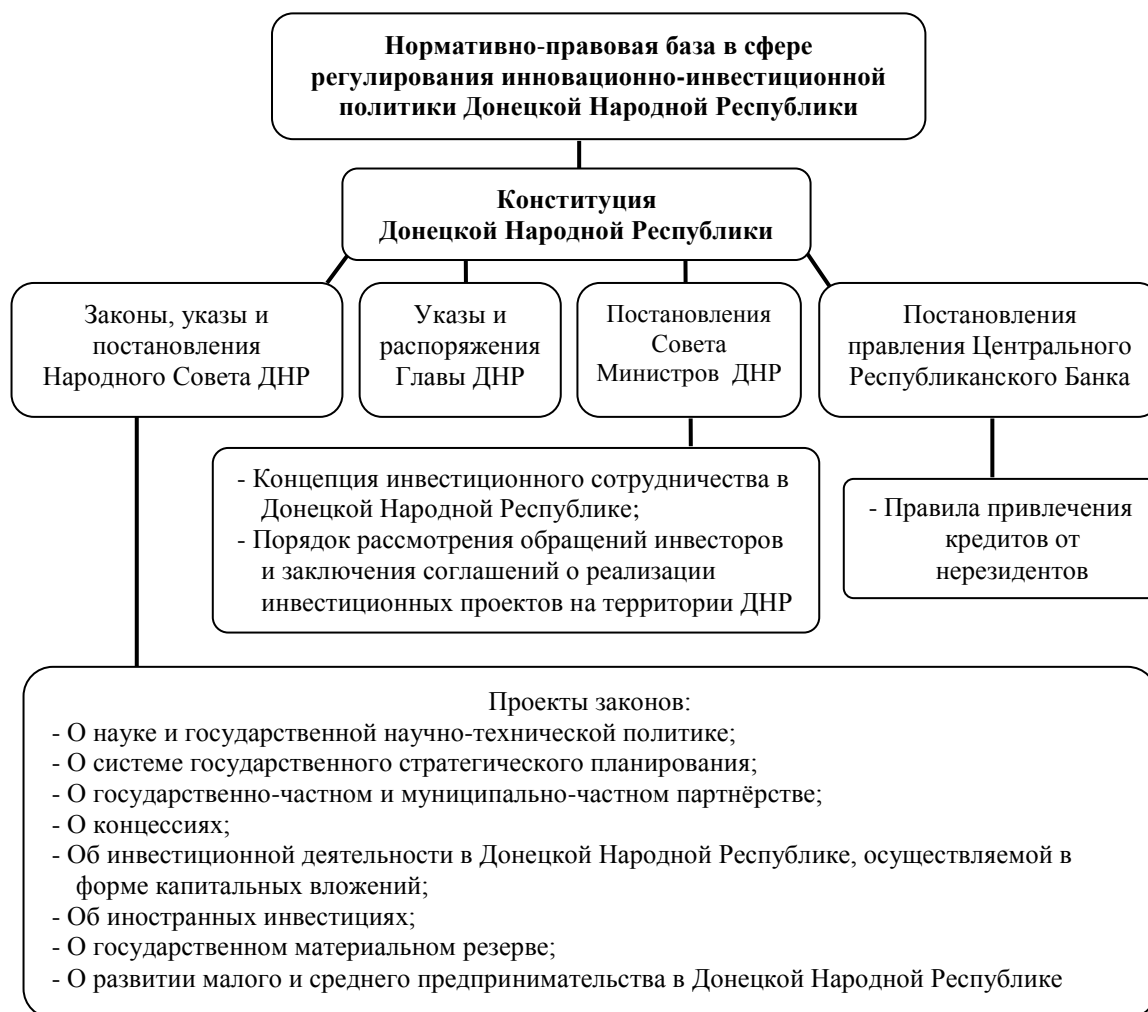 Нормативно-правовая база в сфере
регулирования инновационно-инвестиционной
политики Донецкой Народной Республики
Конституция
Донецкой Народной Республики
Законы, указы и
постановления
Народного Совета ДНР
Указы и
распоряжения
Главы ДНР
Постановления
Совета
Министров ДНР
Постановления
правления Центрального
Республиканского Банка
- Концепция инвестиционного сотрудничества в
Донецкой Народной Республике;
- Порядок рассмотрения обращений инвесторов
и заключения соглашений о реализации
инвестиционных проектов на территории ДНР
- Правила привлечения
кредитов от
нерезидентов
Проекты законов:
- О науке и государственной научно-технической политике;
- О системе государственного стратегического планирования;
- О государственно-частном и муниципально-частном партнёрстве;
- О концессиях;
- Об инвестиционной деятельности в Донецкой Народной Республике, осуществляемой в
форме капитальных вложений;
- Об иностранных инвестициях;
- О государственном материальном резерве;
- О развитии малого и среднего предпринимательства в Донецкой Народной Республике